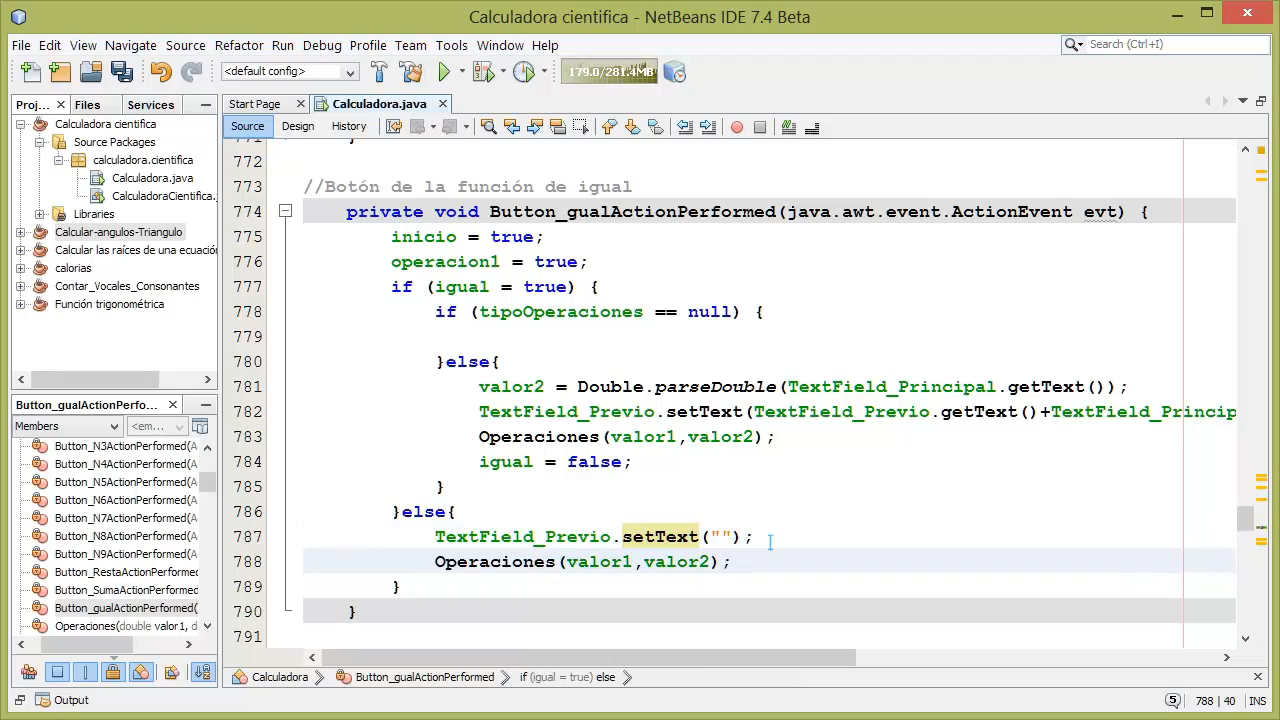 Calculadora cientifica - NetBeans IDE 7.4 Beta
File Edit View Navigate Source Refactor Run Debug Profile Team Tools Window Help
Search (Ctrl+I)
<default config>
179.0/281.4MB
Proj...
Files
Services
Start Page
Calculadora.java
Source
Design
History
Calculadora cientifica
Source Packages
calculadora.cientifica
Calculadora.java
CalculadoraCientifica.
Libraries
Calcular-angulos-Triangulo
Calcular las raíces de una ecuació
calorias
Contar_Vocales_Consonantes
Función trigonométrica
Button_gualActionPerfo...
Members
<em...
Button_N3ActionPerformed(A
Button_N4ActionPerformed(A
Button_N5ActionPerformed(A
Button_N6ActionPerformed(A
Button_N7ActionPerformed(A
Button_N8ActionPerformed(A
Button_N9ActionPerformed(A
Button_RestaActionPerforme
Button_SumaActionPerforme
Button_gualActionPerformed(
Operaciones(double valor1, d
771 }
772
773 //Botón de la función de igual
774 private void Button_gualActionPerformed(java.awt.event.ActionEvent evt) {
775 inicio = true;
776 operacion1 = true;
777 if (igual = true) {
778 if (tipoOperaciones == null) {
779
780 }else{
781 valor2 = Double.parseDouble(TextField_Principal.getText());
782 TextField_Previo.setText(TextField_Previo.getText()+TextField_Princip
783 Operaciones(valor1,valor2);
784 igual = false;
785 }
786 }else{
787 TextField_Previo.setText("");
788 Operaciones(valor1,valor2);
789 }
790 }
791
Calculadora
Button_gualActionPerformed
if (igual = true) else
Output
5
788 | 40
INS